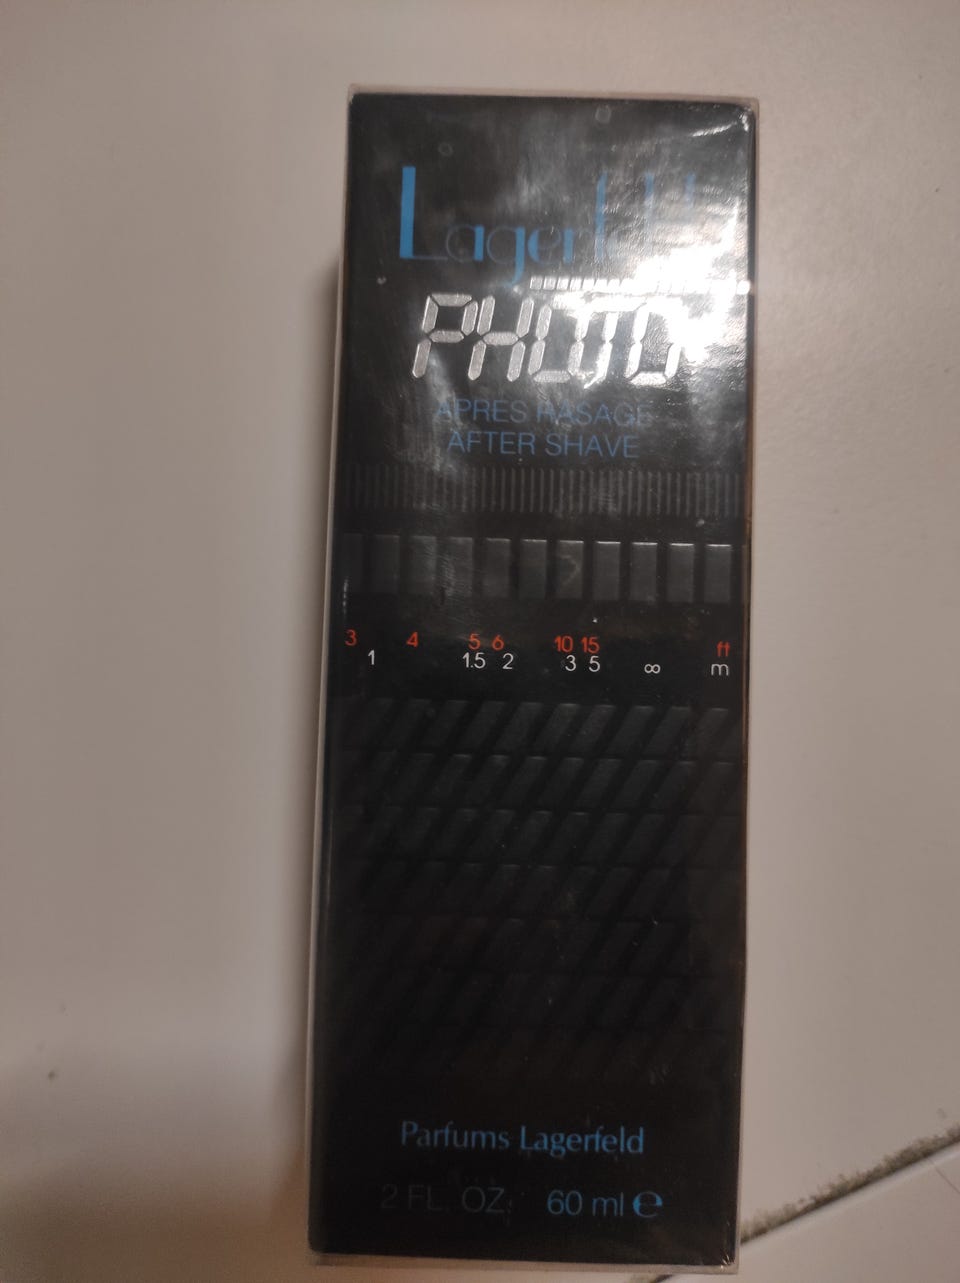 Lagerfeld
PHOTO
APRES RASAGE
AFTER SHAVE
3 4 5 6 10 15 ft
1 1.5 2 3 5 ∞ m
Parfums Lagerfeld
2 FL. OZ. 60 ml ℮